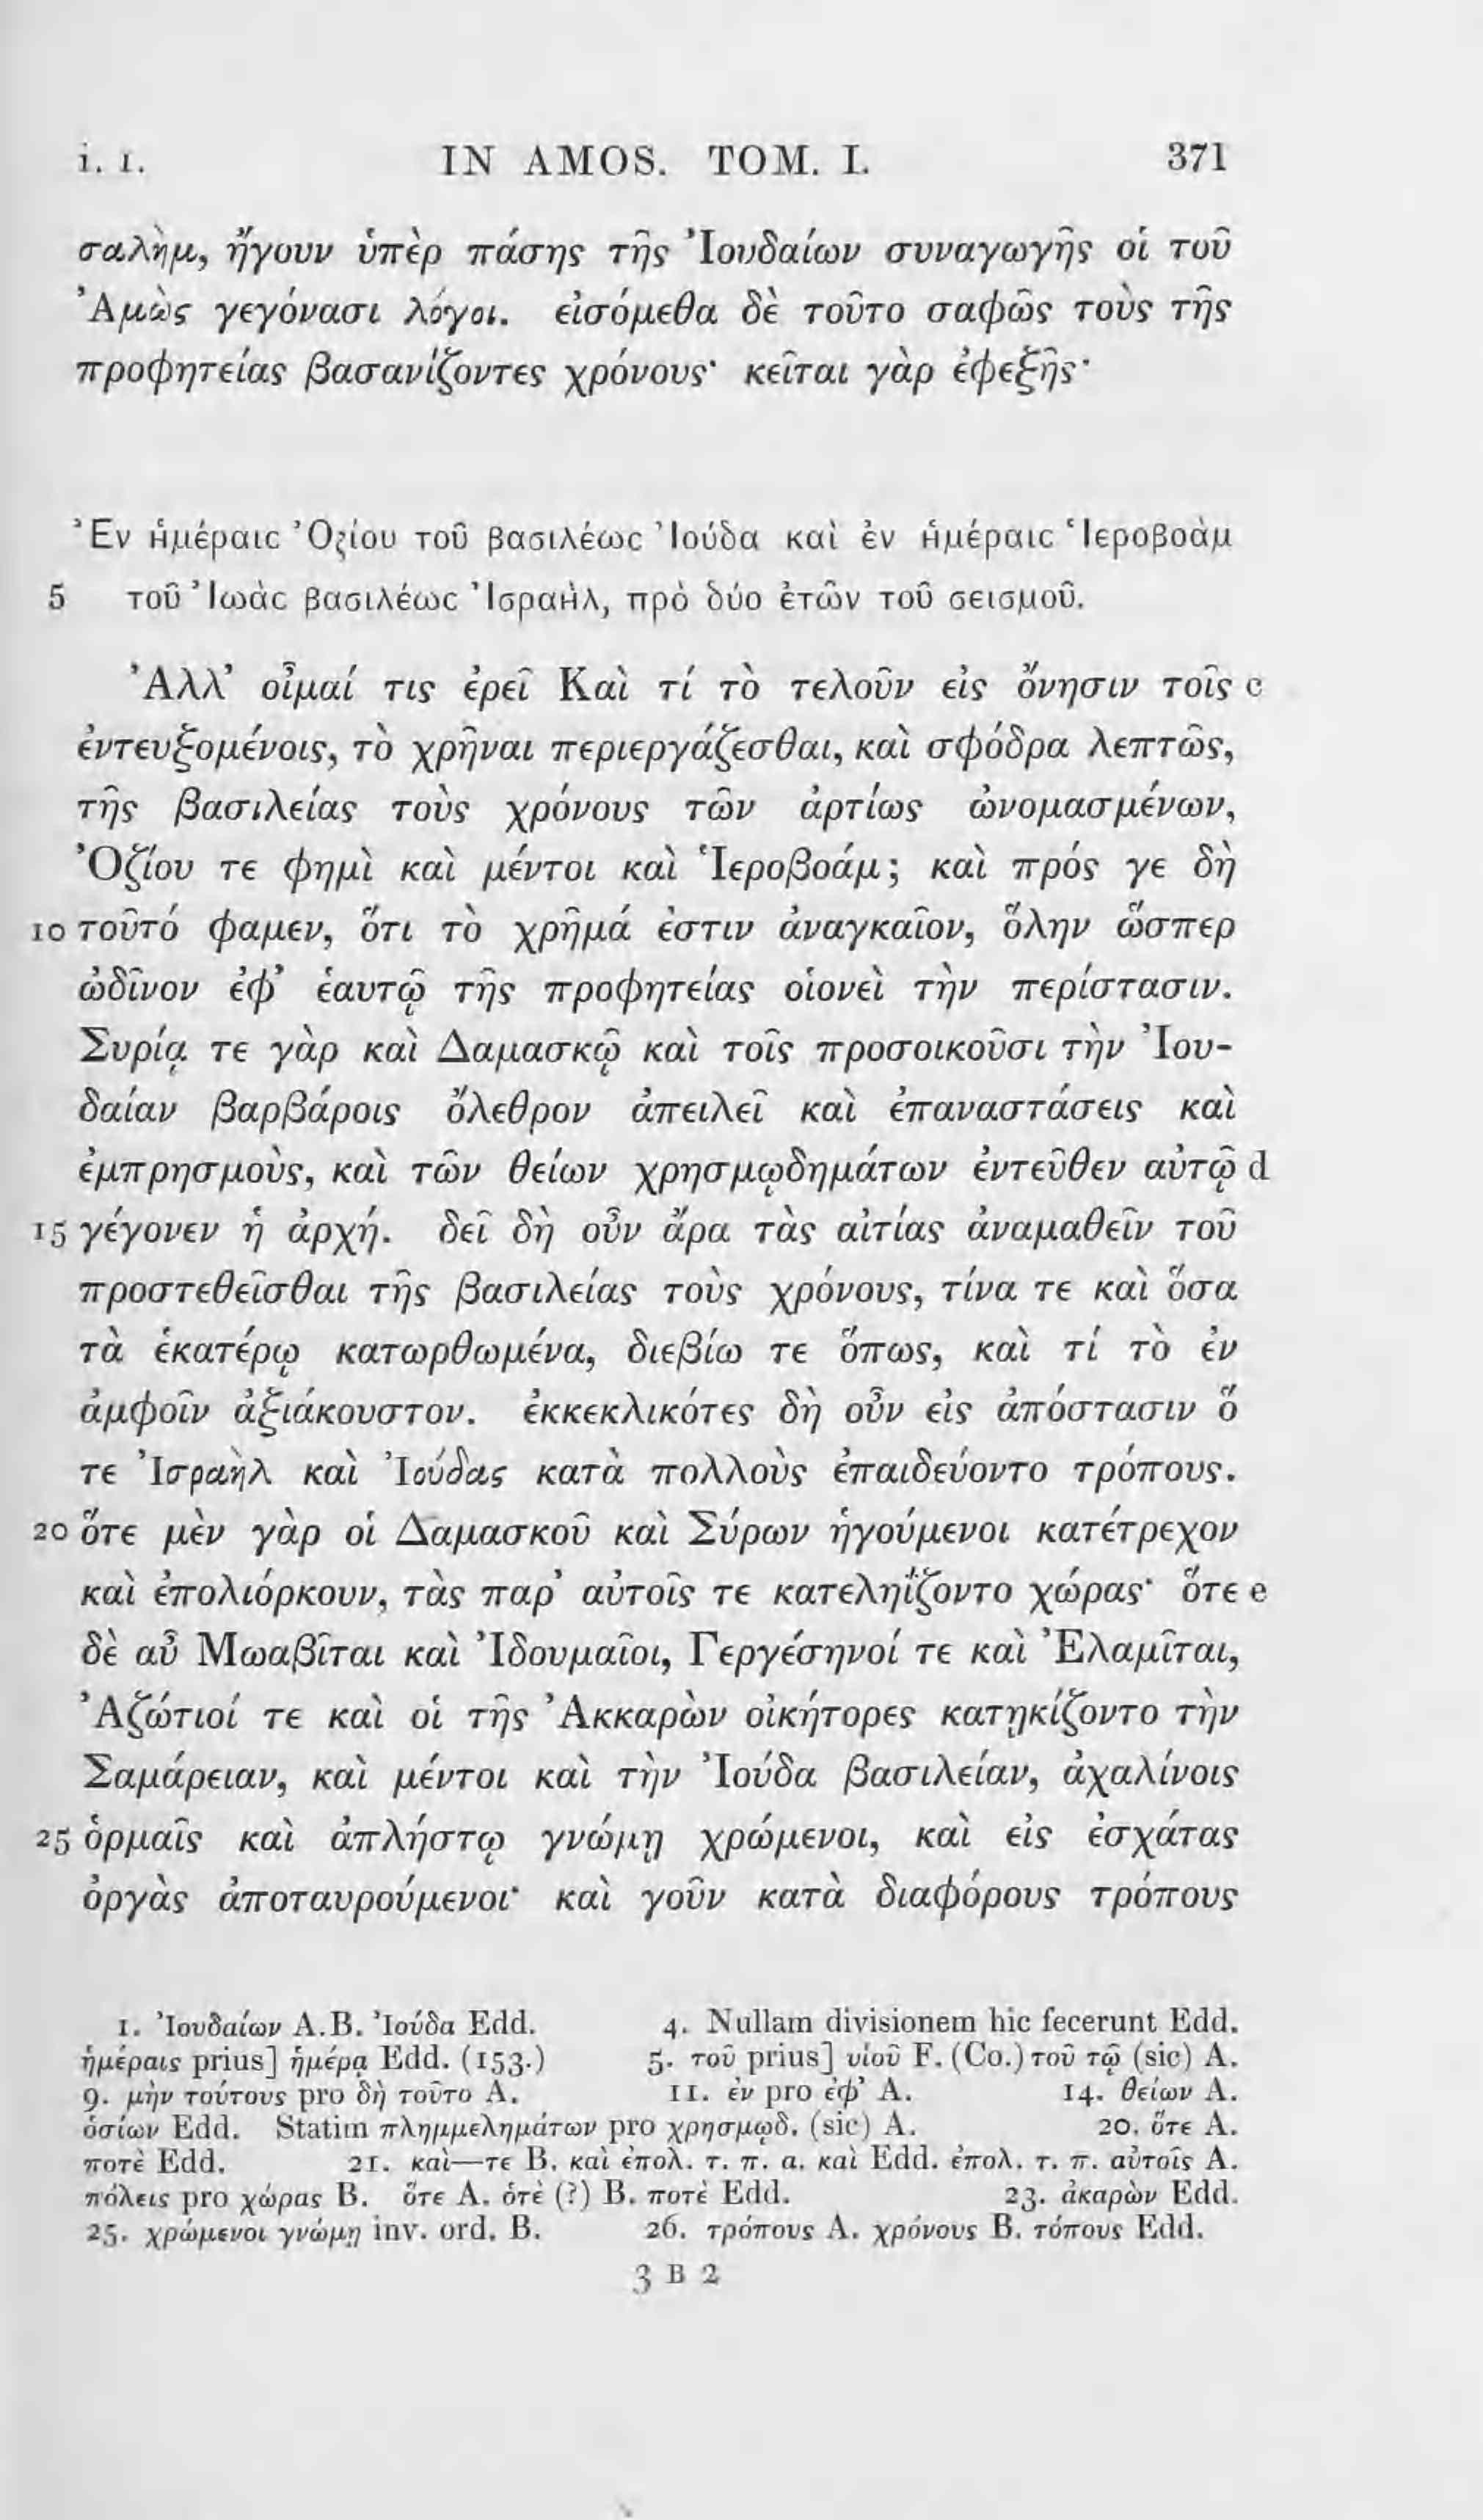 i. 1. IN AMOS. TOM. I. 371
σαλὴμ, ἤγουν ὑπὲρ πάσης τῆς Ἰουδαίων συναγωγῆς οἱ τοῦ
Ἀμὼς γεγόνασι λόγοι. εἰσόμεθα δὲ τοῦτο σαφῶς τοὺς τῆς
προφητείας βασανίζοντες χρόνους· κεῖται γὰρ ἐφεξῆς·
Ἐν ἡμέραις Ὀζίου τοῦ βασιλέως Ἰούδα καὶ ἐν ἡμέραις Ἱεροβοὰμ
5 τοῦ Ἰωὰς βασιλέως Ἰσραὴλ, πρὸ δύο ἐτῶν τοῦ σεισμοῦ.
Ἀλλ’ οἶμαί τις ἐρεῖ Καὶ τί τὸ τελοῦν εἰς ὄνησιν τοῖς c
ἐντευξομένοις, τὸ χρῆναι περιεργάζεσθαι, καὶ σφόδρα λεπτῶς,
τῆς βασιλείας τοὺς χρόνους τῶν ἀρτίως ὠνομασμένων,
Ὀζίου τε φημὶ καὶ μέντοι καὶ Ἱεροβοάμ; καὶ πρός γε δὴ
10 τοῦτό φαμεν, ὅτι τὸ χρῆμά ἐστιν ἀναγκαῖον, ὅλην ὥσπερ
ὠδῖνον ἐφ’ ἑαυτῷ τῆς προφητείας οἱονεὶ τὴν περίστασιν.
Συρίᾳ τε γὰρ καὶ Δαμασκῷ καὶ τοῖς προσοικοῦσι τὴν Ἰου-
δαίαν βαρβάροις ὄλεθρον ἀπειλεῖ καὶ ἐπαναστάσεις καὶ
ἐμπρησμοὺς, καὶ τῶν θείων χρησμῳδημάτων ἐντεῦθεν αὐτῷ d
15 γέγονεν ἡ ἀρχή. δεῖ δὴ οὖν ἄρα τὰς αἰτίας ἀναμαθεῖν τοῦ
προστεθεῖσθαι τῆς βασιλείας τοὺς χρόνους, τίνα τε καὶ ὅσα
τὰ ἑκατέρῳ κατωρθωμένα, διεβίω τε ὅπως, καὶ τί τὸ ἐν
ἀμφοῖν ἀξιάκουστον. ἐκκεκλικότες δὴ οὖν εἰς ἀπόστασιν ὅ
τε Ἰσραὴλ καὶ Ἰούδας κατὰ πολλοὺς ἐπαιδεύοντο τρόπους.
20 ὅτε μὲν γὰρ οἱ Δαμασκοῦ καὶ Σύρων ἡγούμενοι κατέτρεχον
καὶ ἐπολιόρκουν, τὰς παρ’ αὐτοῖς τε κατεληΐζοντο χώρας· ὅτε e
δὲ αὖ Μωαβῖται καὶ Ἰδουμαῖοι, Γεργέσηνοί τε καὶ Ἐλαμῖται,
Ἀζώτιοί τε καὶ οἱ τῆς Ἀκκαρὼν οἰκήτορες κατῃκίζοντο τὴν
Σαμάρειαν, καὶ μέντοι καὶ τὴν Ἰούδα βασιλείαν, ἀχαλίνοις
25 ὁρμαῖς καὶ ἀπλήστῳ γνώμῃ χρώμενοι, καὶ εἰς ἐσχάτας
ὀργὰς ἀποταυρούμενοι· καὶ γοῦν κατὰ διαφόρους τρόπους
1. Ἰουδαίων A.B. Ἰούδα Edd. 4. Nullam divisionem hic fecerunt Edd.
ἡμέραις prius] ἡμέρᾳ Edd. (153.) 5. τοῦ prius] υἱοῦ F. (Co.) τοῦ τῷ (sic) A.
9. μὴν τούτους pro δὴ τοῦτο A. 11. ἐν pro ἐφ’ A. 14. θείων A.
ὁσίων Edd. Statim πλημμελημάτων pro χρησμῳδ. (sic) A. 20. ὅτε A.
ποτὲ Edd. 21. καὶ—τε B. καὶ ἐπολ. τ. π. α. καὶ Edd. ἐπολ. τ. π. αὐτοῖς A.
πόλεις pro χώρας B. ὅτε A. ὁτὲ (?) B. ποτὲ Edd. 23. ἀκαρὼν Edd.
25. χρώμενοι γνώμῃ inv. ord. B. 26. τρόπους A. χρόνους B. τόπους Edd.
3 B 2